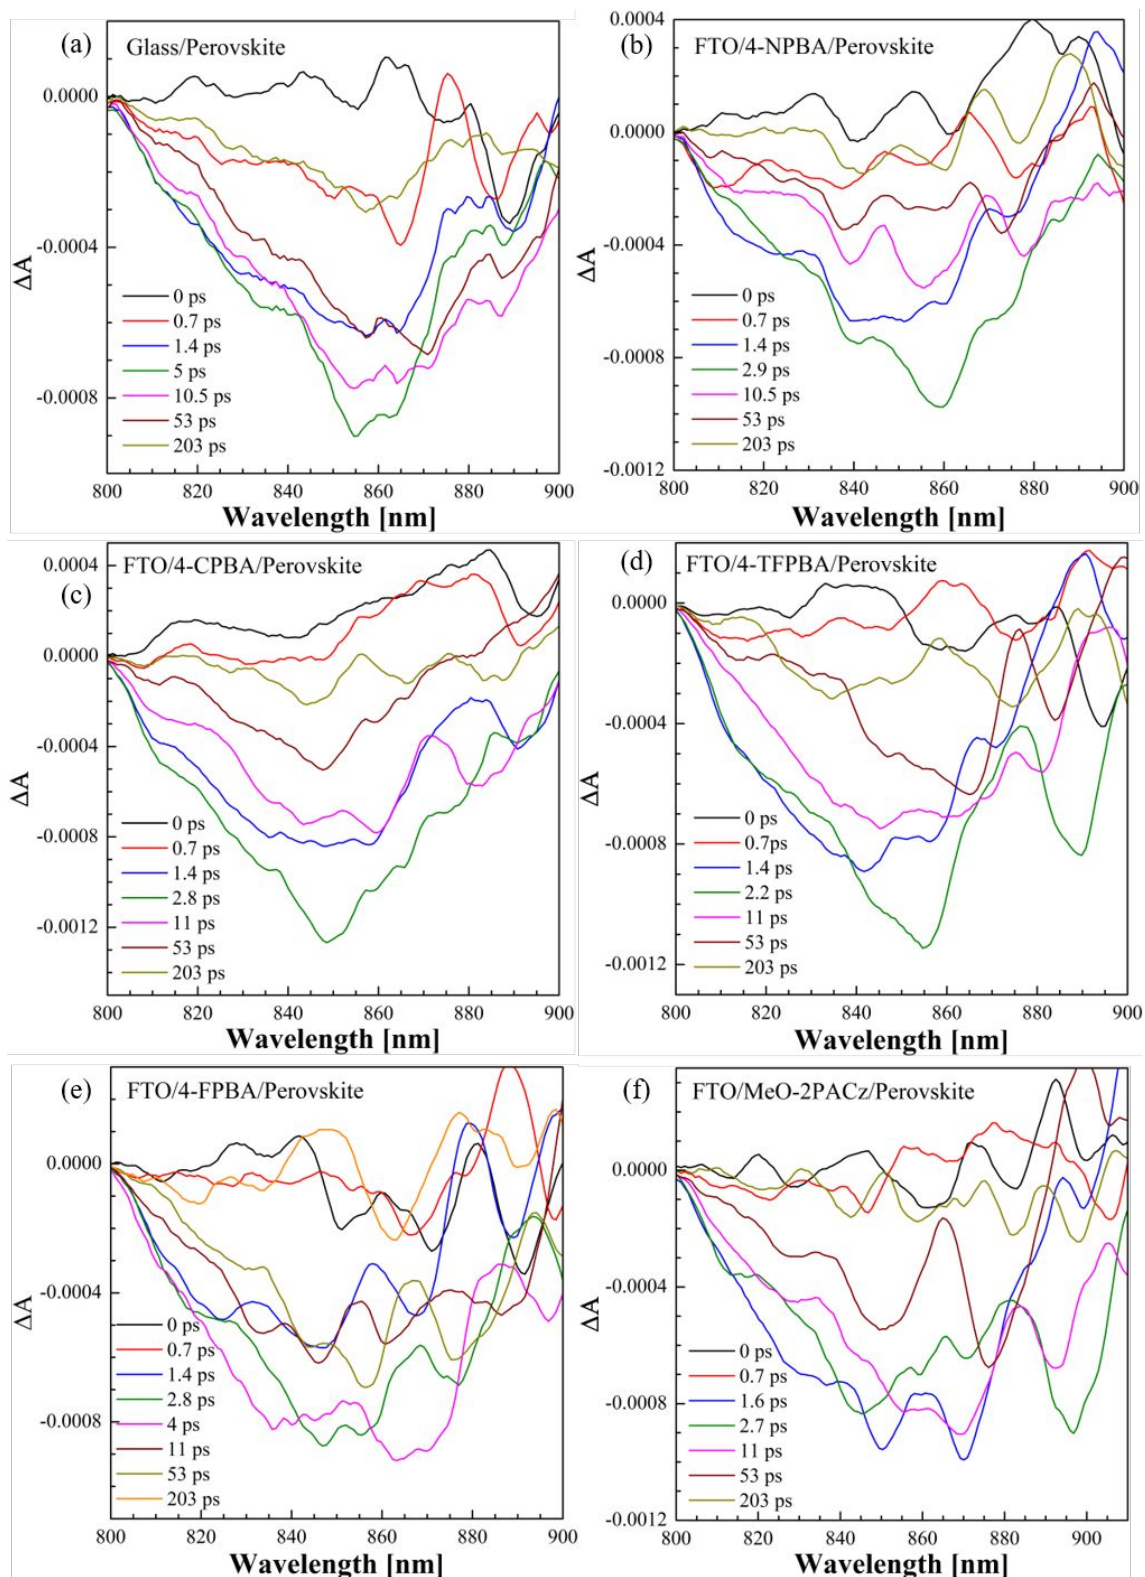 (a)
Glass/Perovskite
0.0000
-0.0004
-0.0008
ΔA
0 ps
0.7 ps
1.4 ps
5 ps
10.5 ps
53 ps
203 ps
800 820 840 860 880 900
Wavelength [nm]
(b)
FTO/4-NPBA/Perovskite
0.0004
0.0000
-0.0004
-0.0008
-0.0012
ΔA
0 ps
0.7 ps
1.4 ps
2.9 ps
10.5 ps
53 ps
203 ps
800 820 840 860 880 900
Wavelength [nm]
(c)
FTO/4-CPBA/Perovskite
0.0004
0.0000
-0.0004
-0.0008
-0.0012
ΔA
0 ps
0.7 ps
1.4 ps
2.8 ps
11 ps
53 ps
203 ps
800 820 840 860 880 900
Wavelength [nm]
(d)
FTO/4-TFPBA/Perovskite
0.0000
-0.0004
-0.0008
-0.0012
ΔA
0 ps
0.7ps
1.4 ps
2.2 ps
11 ps
53 ps
203 ps
800 820 840 860 880 900
Wavelength [nm]
(e)
FTO/4-FPBA/Perovskite
0.0000
-0.0004
-0.0008
ΔA
0 ps
0.7 ps
1.4 ps
2.8 ps
4 ps
11 ps
53 ps
203 ps
800 820 840 860 880 900
Wavelength [nm]
(f)
FTO/MeO-2PACz/Perovskite
0.0000
-0.0004
-0.0008
-0.0012
ΔA
0 ps
0.7 ps
1.6 ps
2.7 ps
11 ps
53 ps
203 ps
800 820 840 860 880 900
Wavelength [nm]